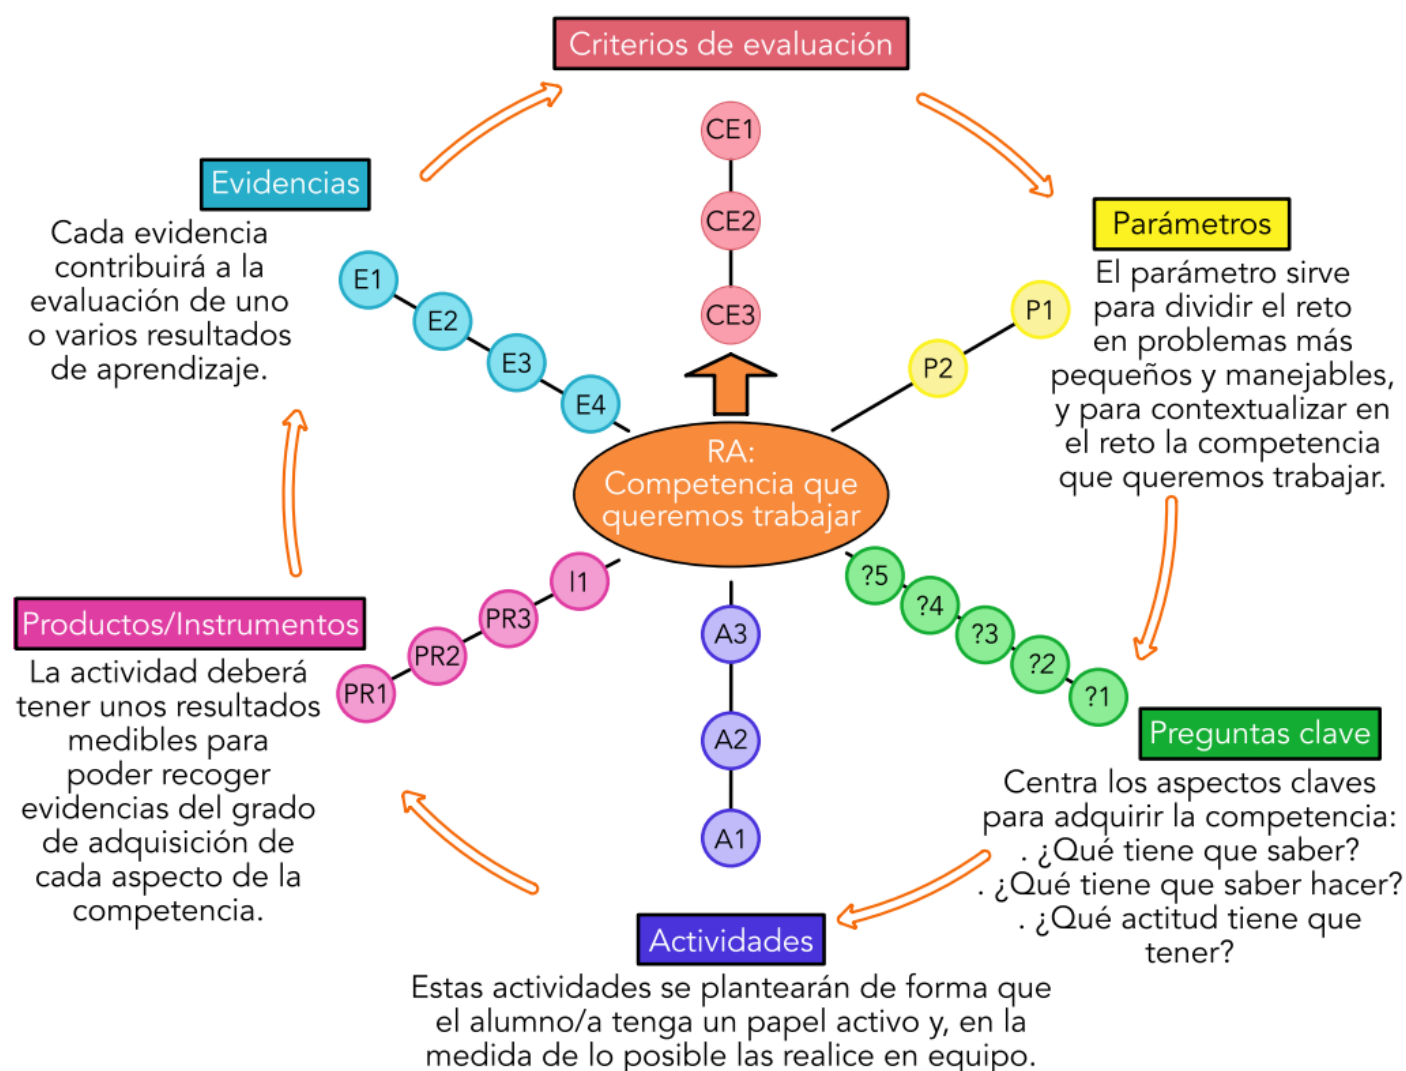 Criterios de evaluación
CE1
CE2
CE3
Parámetros
El parámetro sirve
para dividir el reto
en problemas más
pequeños y manejables,
y para contextualizar en
el reto la competencia
que queremos trabajar.
P1
P2
Preguntas clave
Centra los aspectos claves
para adquirir la competencia:
. ¿Qué tiene que saber?
. ¿Qué tiene que saber hacer?
. ¿Qué actitud tiene que
tener?
?5
?4
?3
?2
?1
Actividades
Estas actividades se plantearán de forma que
el alumno/a tenga un papel activo y, en la
medida de lo posible las realice en equipo.
A3
A2
A1
Productos/Instrumentos
La actividad deberá
tener unos resultados
medibles para
poder recoger
evidencias del grado
de adquisición de
cada aspecto de la
competencia.
I1
PR3
PR2
PR1
Evidencias
Cada evidencia
contribuirá a la
evaluación de uno
o varios resultados
de aprendizaje.
E1
E2
E3
E4
RA:
Competencia que
queremos trabajar